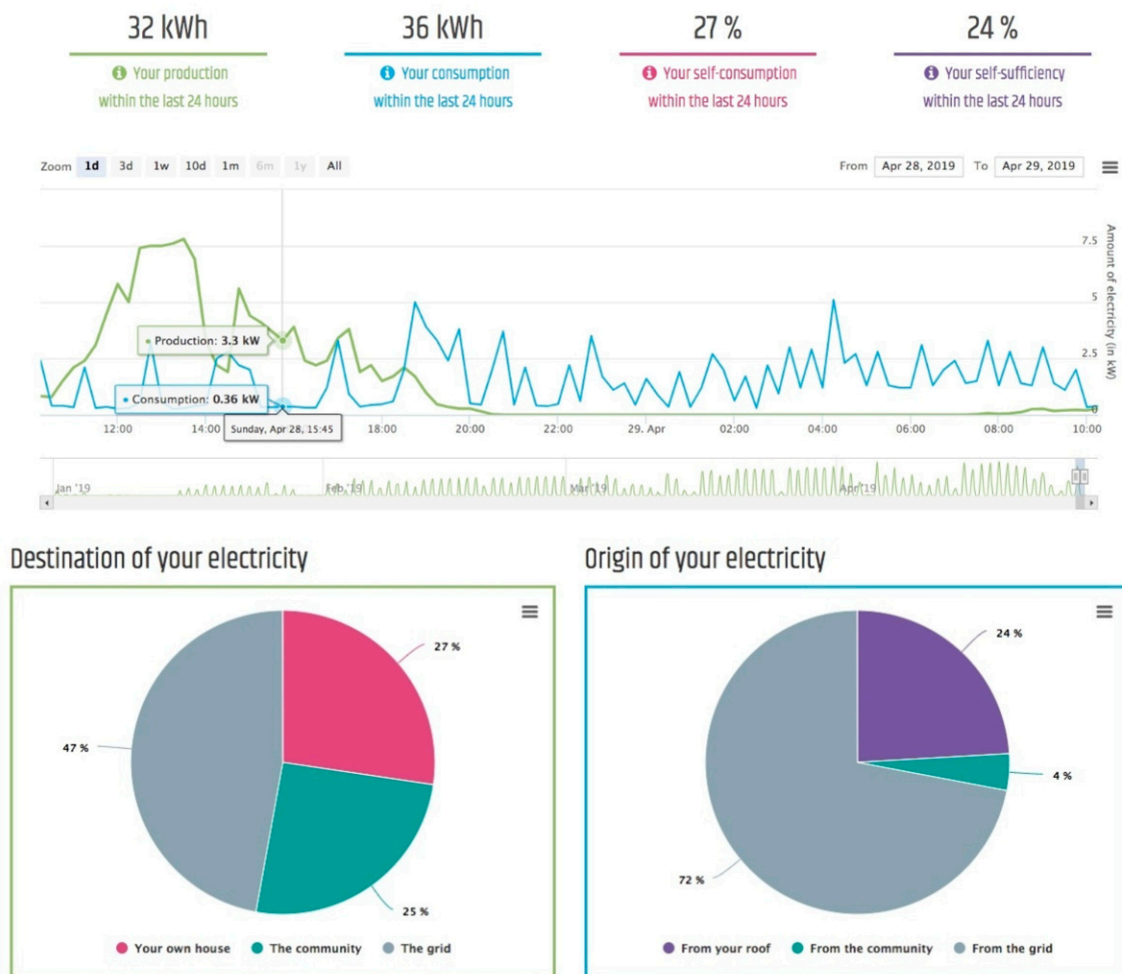 32 kWh
36 kWh
27 %
24 %
Your production
within the last 24 hours
Your consumption
within the last 24 hours
Your self-consumption
within the last 24 hours
Your self-sufficiency
within the last 24 hours
Zoom 1d 3d 1w 10d 1m 6m 1y All
From Apr 28, 2019 To Apr 29, 2019
7.5
5
2.5
0
Amount of electricity (in kW)
Production: 3.3 kW
Consumption: 0.36 kW
Sunday, Apr 28, 15:45
12:00 14:00 18:00 20:00 22:00 29. Apr 02:00 04:00 06:00 08:00 10:00
Jan '19 Feb '19 Mar '19 Apr '19
Destination of your electricity
27 %
47 %
25 %
Your own house The community The grid
Origin of your electricity
24 %
4 %
72 %
From your roof From the community From the grid